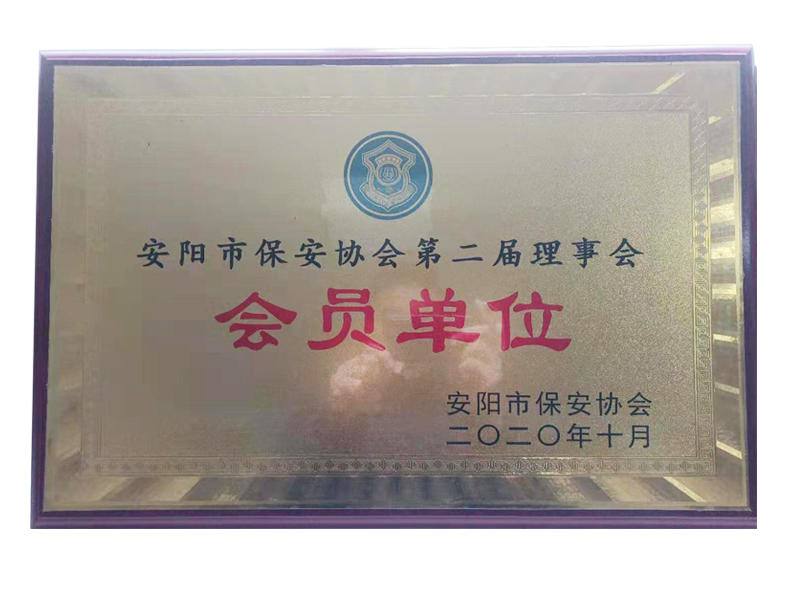 安阳市保安协会第二届理事会
会员单位
安阳市保安协会
二〇二〇年十月